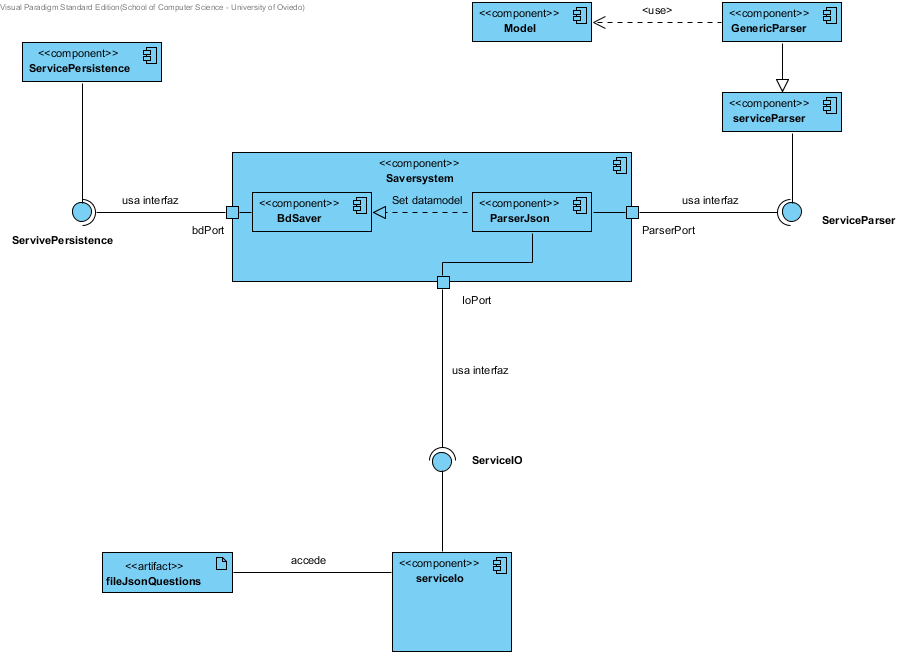 Visual Paradigm Standard Edition(School of Computer Science - University of Oviedo)
<<component>>
Model
<use>
<<component>>
GenericParser
<<component>>
ServicePersistence
<<component>>
serviceParser
<<component>>
Saversystem
<<component>>
BdSaver
Set datamodel
<<component>>
ParserJson
usa interfaz
usa interfaz
ServivePersistence
bdPort
ParserPort
ServiceParser
IoPort
usa interfaz
ServiceIO
<<artifact>>
fileJsonQuestions
accede
<<component>>
serviceIo